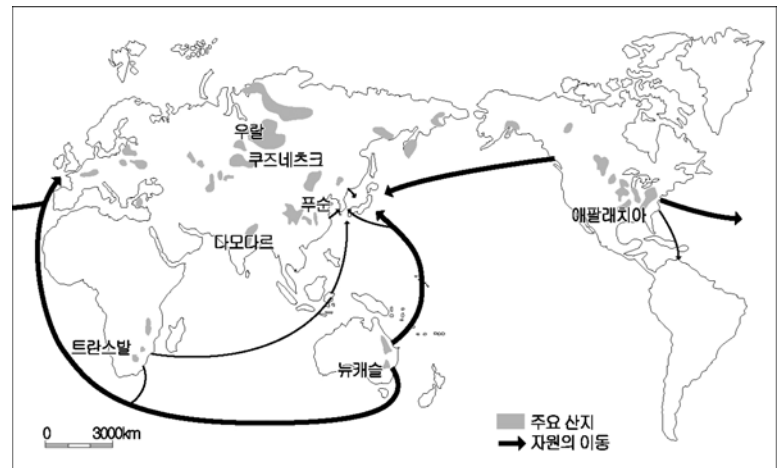 우랄
쿠즈네츠크
푸순
다모다르
애팔래치아
트란스발
뉴캐슬
0 3000km
주요 산지
자원의 이동